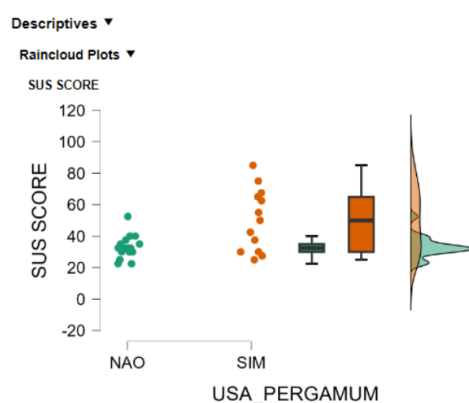 Descriptives ▼
Raincloud Plots ▼
SUS SCORE
120
100
80
60
40
20
0
-20
SUS SCORE
NAO
SIM
USA_PERGAMUM